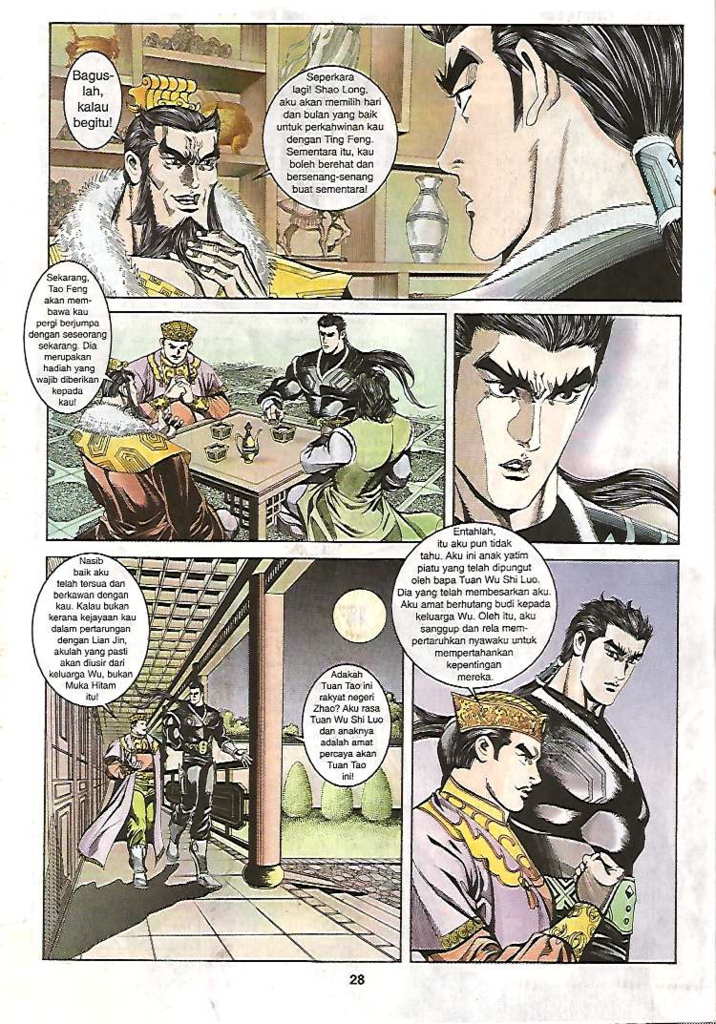 Bagus-
lah,
kalau
begitu!
Seperkara
lagi! Shao Long,
aku akan memilih hari
dan bulan yang baik
untuk perkahwinan kau
dengan Ting Feng.
Sementara itu, kau
boleh berehat dan
bersenang-senang
sementara!
Sekarang,
Tao Feng
akan mem-
bawa kau
pergi berjumpa
dengan seseorang
sekarang. Dia
merupakan
hadiah yang
wajib diberikan
kepada
kau!
Nasib
baik aku
telah tersua dan
berkawan dengan
kau. Kalau bukan
kerana kejayaan kau
dalam pertarungan
dengan Lian Jin,
akulah yang pasti
akan diusir dari
keluarga Wu, bukan
Muka Hitam
itu!
Adakah
Tuan Tao ini
rakyat negeri
Zhao? Aku rasa
Tuan Wu Shi Luo
dan anaknya
adalah amat
percaya akan
Tuan Tao
ini!
Entahlah,
itu aku pun tidak
tahu. Aku ini anak yatim
piatu yang telah dipungut
oleh bapa Tuan Wu Shi Luo.
Dia yang telah membesarkan aku.
Aku amat berhutang budi kepada
keluarga Wu. Oleh itu, aku
sanggup dan rela mem-
pertaruhkan nyawaku untuk
mempertahankan
kepentingan
mereka.
28